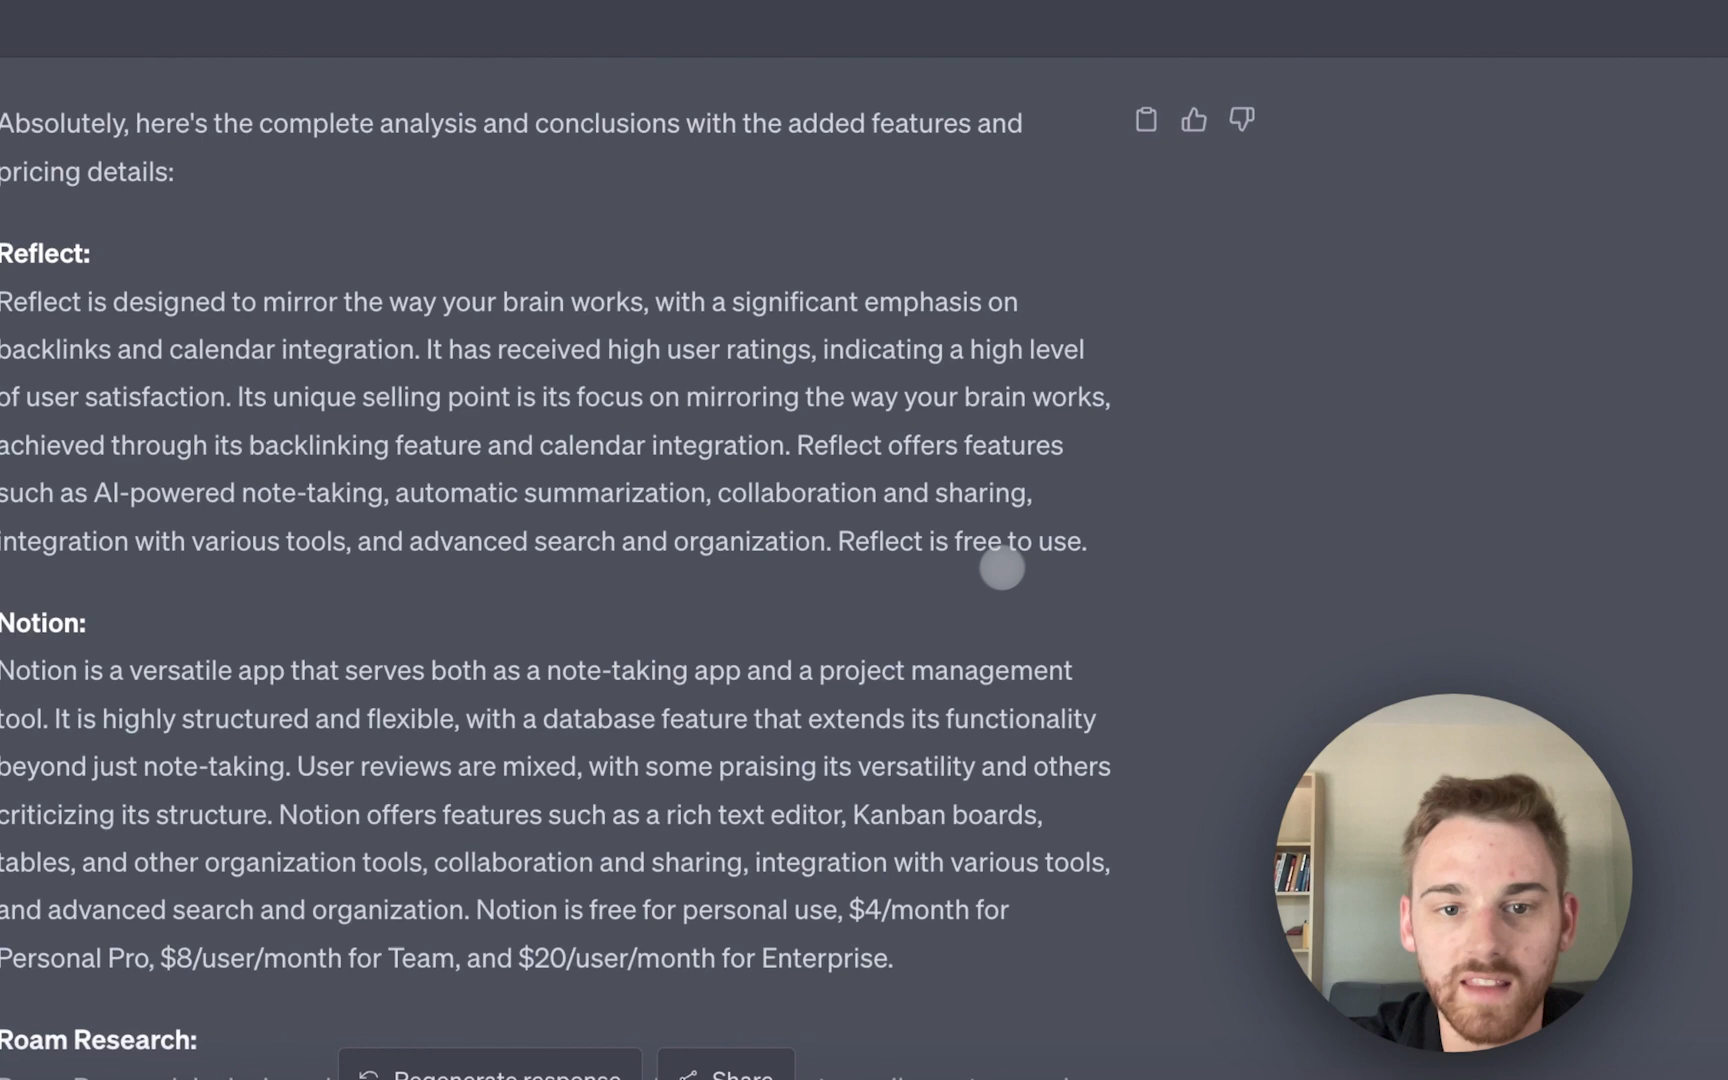 Absolutely, here's the complete analysis and conclusions with the added features and
pricing details:
Reflect:
Reflect is designed to mirror the way your brain works, with a significant emphasis on
backlinks and calendar integration. It has received high user ratings, indicating a high level
of user satisfaction. Its unique selling point is its focus on mirroring the way your brain works,
achieved through its backlinking feature and calendar integration. Reflect offers features
such as AI-powered note-taking, automatic summarization, collaboration and sharing,
integration with various tools, and advanced search and organization. Reflect is free to use.
Notion:
Notion is a versatile app that serves both as a note-taking app and a project management
tool. It is highly structured and flexible, with a database feature that extends its functionality
beyond just note-taking. User reviews are mixed, with some praising its versatility and others
criticizing its structure. Notion offers features such as a rich text editor, Kanban boards,
tables, and other organization tools, collaboration and sharing, integration with various tools,
and advanced search and organization. Notion is free for personal use, $4/month for
Personal Pro, $8/user/month for Team, and $20/user/month for Enterprise.
Roam Research:
Regenerate response
Share